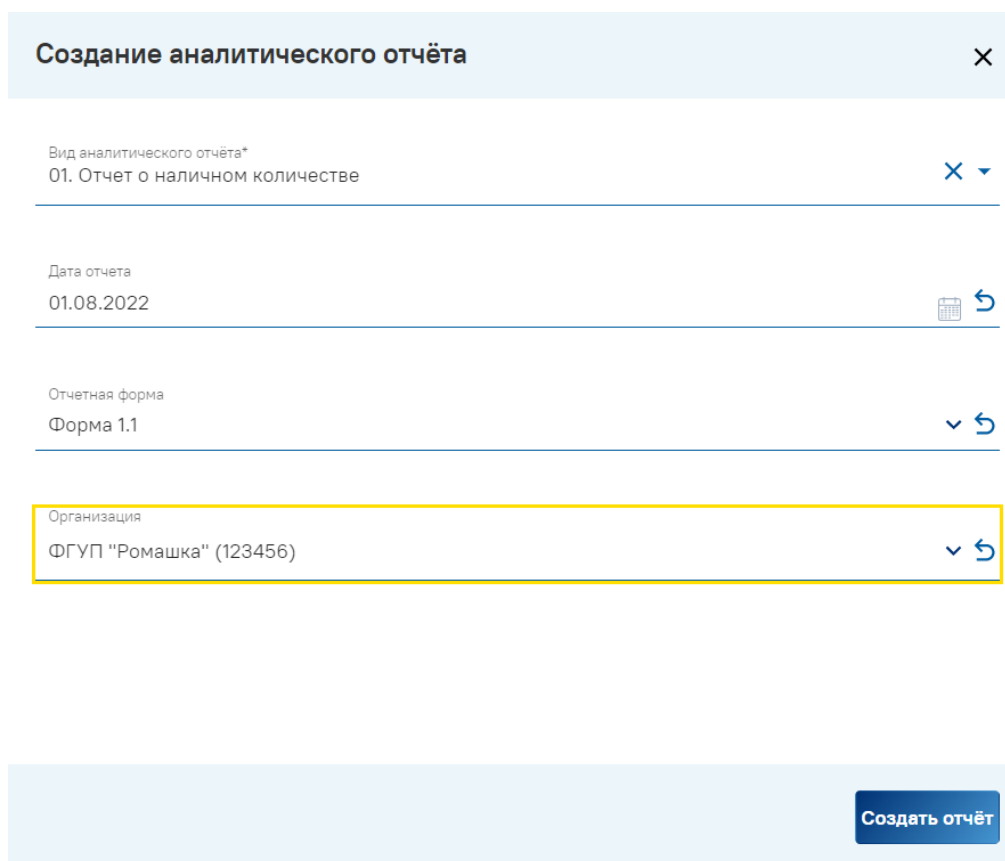 Создание аналитического отчёта
Вид аналитического отчёта*
01. Отчет о наличном количестве
Дата отчета
01.08.2022
Отчетная форма
Форма 1.1
Организация
ФГУП "Ромашка" (123456)
Создать отчёт